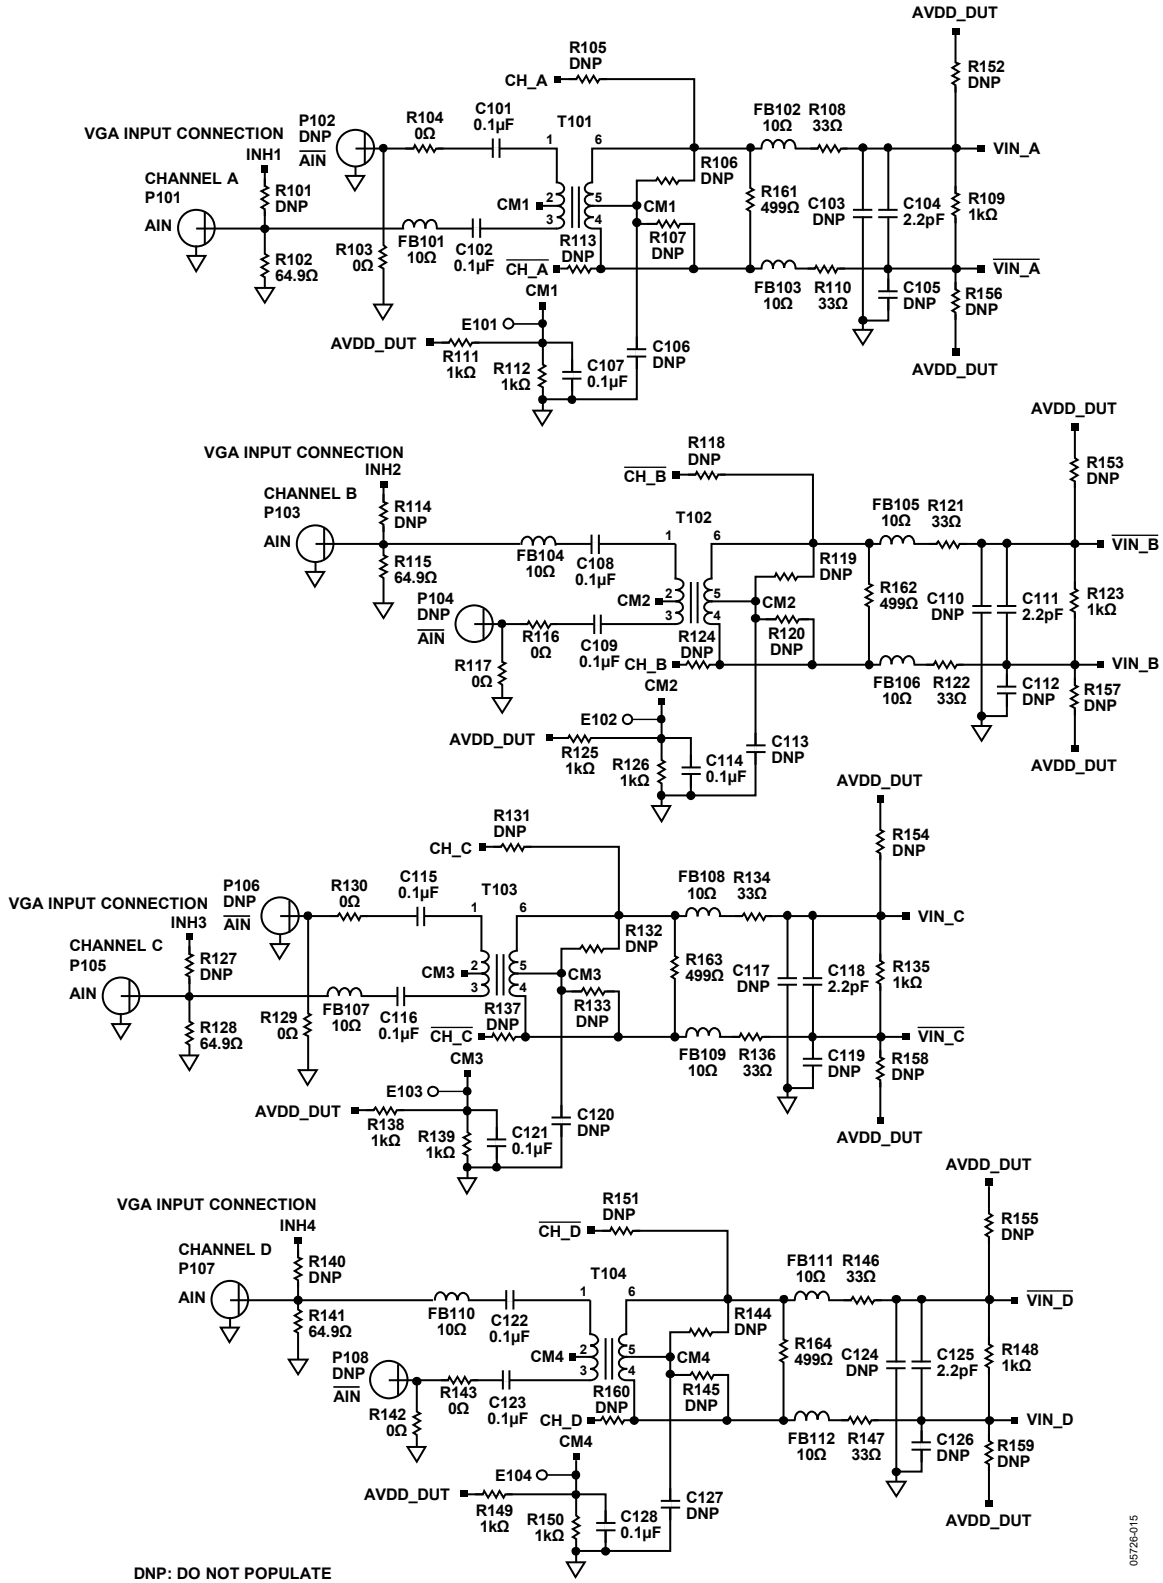 AVDD_DUT
R105
DNP
CH_A
R152
DNP
P102
DNP
AIN
R104
0Ω
C101
0.1µF
T101
FB102
10Ω
R108
33Ω
VGA INPUT CONNECTION
INH1
1
6
VIN_A
CHANNEL A
P101
AIN
R101
DNP
R106
DNP
CM1
2
5
CM1
3
4
R161
499Ω
C103
DNP
C104
2.2pF
R109
1kΩ
R102
64.9Ω
R103
0Ω
FB101
10Ω
C102
0.1µF
R113
DNP
R107
DNP
CH_A
FB103
10Ω
R110
33Ω
C105
DNP
VIN_A
R156
DNP
CM1
E101
AVDD_DUT
R111
1kΩ
R112
1kΩ
C107
0.1µF
C106
DNP
AVDD_DUT
AVDD_DUT
R118
DNP
CH_B
R153
DNP
VGA INPUT CONNECTION
INH2
CHANNEL B
P103
AIN
R114
DNP
T102
FB105
10Ω
R121
33Ω
1
6
VIN_B
R115
64.9Ω
FB104
10Ω
C108
0.1µF
R119
DNP
CM2
2
5
CM2
3
4
R162
499Ω
C110
DNP
C111
2.2pF
R123
1kΩ
P104
DNP
AIN
R116
0Ω
C109
0.1µF
R117
0Ω
R124
DNP
R120
DNP
CH_B
FB106
10Ω
R122
33Ω
C112
DNP
VIN_B
R157
DNP
CM2
E102
AVDD_DUT
R125
1kΩ
R126
1kΩ
C114
0.1µF
C113
DNP
AVDD_DUT
AVDD_DUT
R131
DNP
CH_C
R154
DNP
P106
DNP
AIN
R130
0Ω
C115
0.1µF
T103
FB108
10Ω
R134
33Ω
VGA INPUT CONNECTION
INH3
1
6
VIN_C
CHANNEL C
P105
AIN
R127
DNP
R132
DNP
CM3
2
5
CM3
3
4
R163
499Ω
C117
DNP
C118
2.2pF
R135
1kΩ
R128
64.9Ω
R129
0Ω
FB107
10Ω
C116
0.1µF
R137
DNP
R133
DNP
CH_C
FB109
10Ω
R136
33Ω
C119
DNP
VIN_C
R158
DNP
CM3
E103
AVDD_DUT
R138
1kΩ
R139
1kΩ
C121
0.1µF
C120
DNP
AVDD_DUT
AVDD_DUT
R151
DNP
CH_D
R155
DNP
VGA INPUT CONNECTION
INH4
CHANNEL D
P107
AIN
R140
DNP
T104
FB111
10Ω
R146
33Ω
1
6
VIN_D
R141
64.9Ω
FB110
10Ω
C122
0.1µF
R144
DNP
CM4
2
5
CM4
3
4
R164
499Ω
C124
DNP
C125
2.2pF
R148
1kΩ
P108
DNP
AIN
R143
0Ω
C123
0.1µF
R142
0Ω
R160
DNP
R145
DNP
CH_D
FB112
10Ω
R147
33Ω
C126
DNP
VIN_D
R159
DNP
CM4
E104
AVDD_DUT
R149
1kΩ
R150
1kΩ
C128
0.1µF
C127
DNP
AVDD_DUT
DNP: DO NOT POPULATE
05726-015